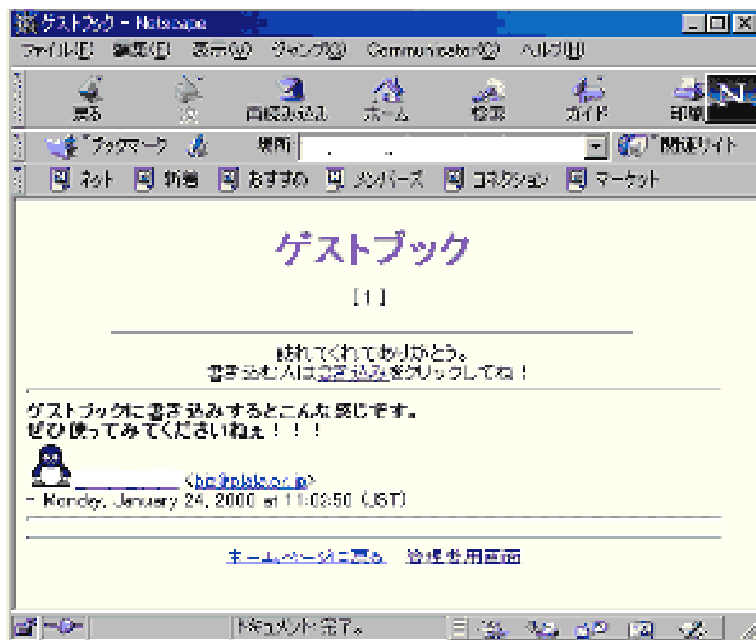 ゲストブック - Netscape
ファイル(F) 編集(E) 表示(V) ジャンプ(G) Communicator(C) ヘルプ(H)
戻る 次 再読み込み ホーム 検索 ガイド 印刷 N
ブックマーク 場所 関連サイト
ネット 新着 おすすめ メンバーズ コネクション マーケット
ゲストブック
[ 1 ]
訪れてくれてありがとう。
書き込む人は書き込みをクリックしてね！
ゲストブックに書き込みするとこんな感じです。
ぜひ使ってみてくださいねぇ！！！
- Monday, January 24, 2000 at 11:02:50 (JST)
ホームページに戻る 管理者用画面
ドキュメント: 完了。